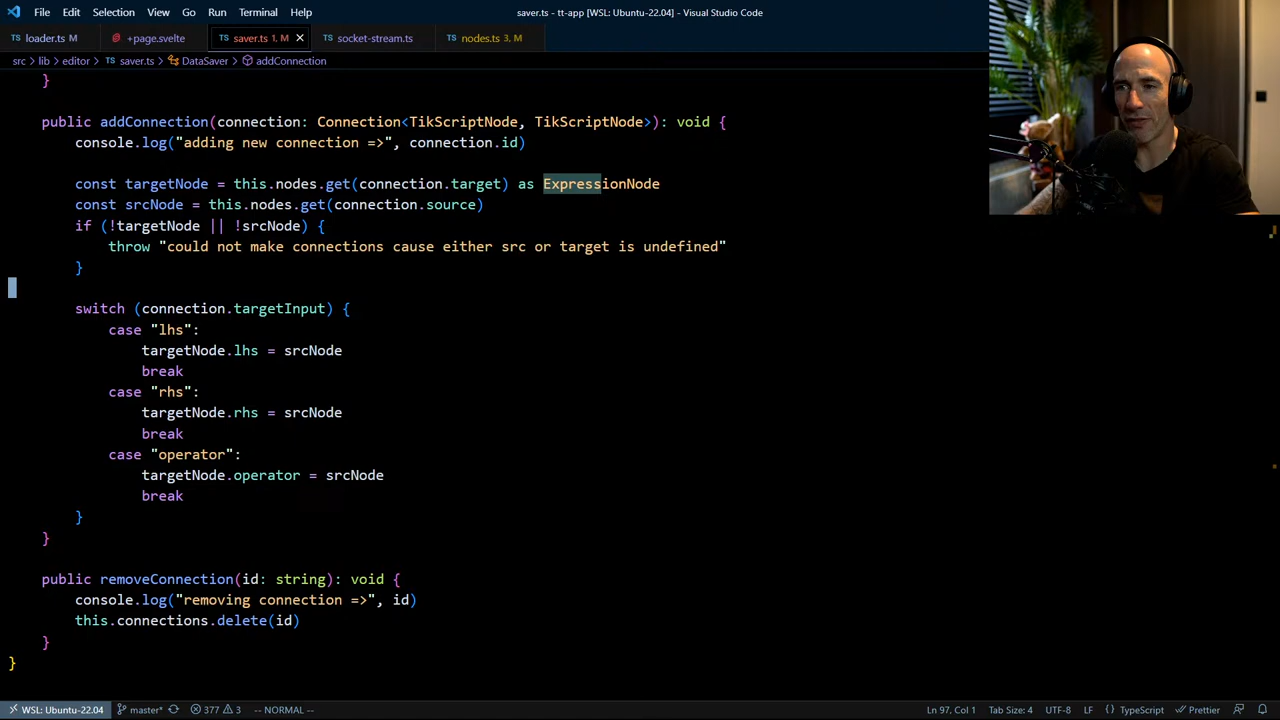 File Edit Selection View Go Run Terminal Help
saver.ts - tt-app [WSL: Ubuntu-22.04] - Visual Studio Code
TS loader.ts M +page.svelte TS saver.ts 1, M × TS socket-stream.ts TS nodes.ts 3, M
src > lib > editor > TS saver.ts > DataSaver > addConnection
}
public addConnection(connection: Connection<TikScriptNode, TikScriptNode>): void {
console.log("adding new connection =>", connection.id)
const targetNode = this.nodes.get(connection.target) as ExpressionNode
const srcNode = this.nodes.get(connection.source)
if (!targetNode || !srcNode) {
throw "could not make connections cause either src or target is undefined"
}
switch (connection.targetInput) {
case "lhs":
targetNode.lhs = srcNode
break
case "rhs":
targetNode.rhs = srcNode
break
case "operator":
targetNode.operator = srcNode
break
}
}
public removeConnection(id: string): void {
console.log("removing connection =>", id)
this.connections.delete(id)
}
}
WSL: Ubuntu-22.04 master* 377 3 -- NORMAL -- Ln 97, Col 1 Tab Size: 4 UTF-8 LF {} TypeScript Prettier